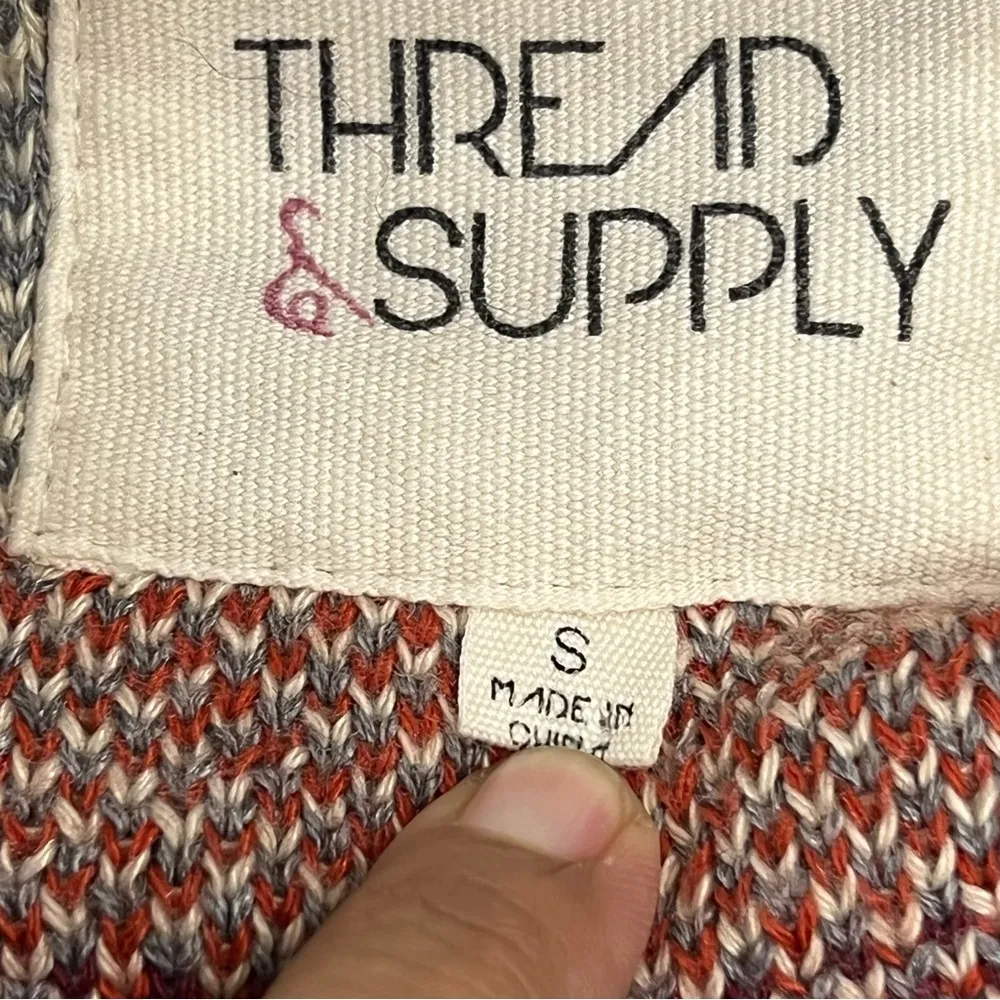 THREAD
& SUPPLY
S
MADE IN
CHINA